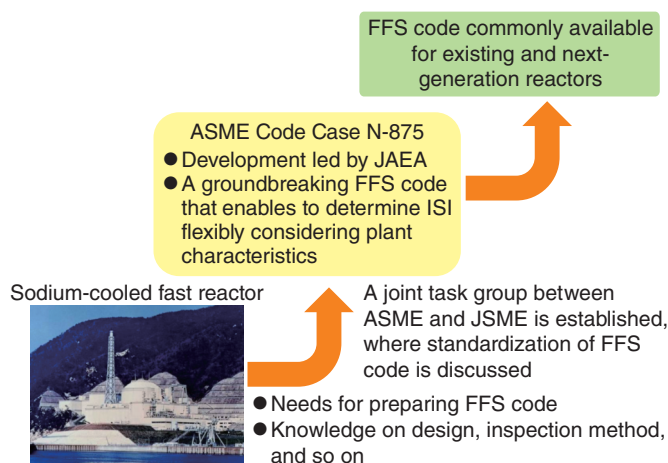 FFS code commonly available
for existing and next-
generation reactors
ASME Code Case N-875
● Development led by JAEA
● A groundbreaking FFS code
that enables to determine ISI
flexibly considering plant
characteristics
Sodium-cooled fast reactor
A joint task group between
ASME and JSME is established,
where standardization of FFS
code is discussed
● Needs for preparing FFS code
● Knowledge on design, inspection method,
and so on